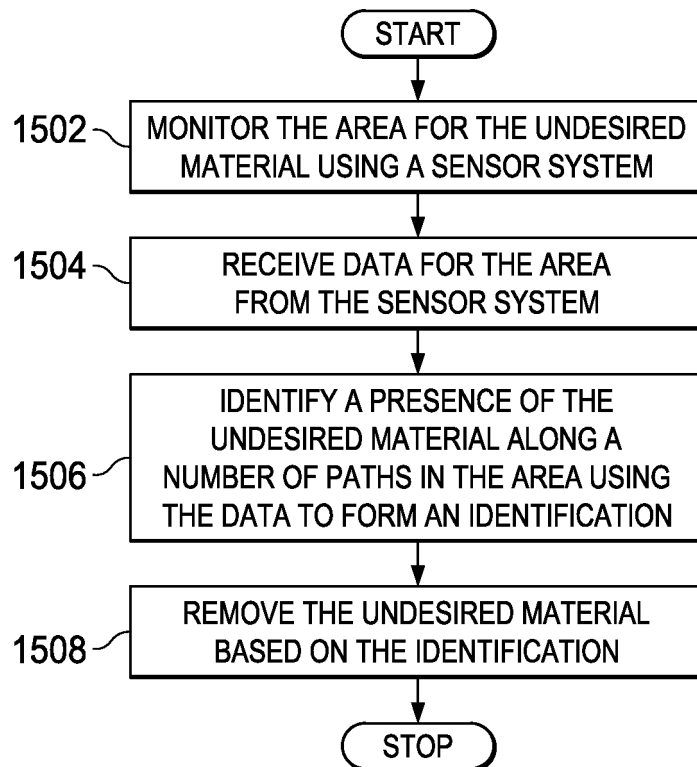 START
1502
MONITOR THE AREA FOR THE UNDESIRED
MATERIAL USING A SENSOR SYSTEM
1504
RECEIVE DATA FOR THE AREA
FROM THE SENSOR SYSTEM
1506
IDENTIFY A PRESENCE OF THE
UNDESIRED MATERIAL ALONG A
NUMBER OF PATHS IN THE AREA USING
THE DATA TO FORM AN IDENTIFICATION
1508
REMOVE THE UNDESIRED MATERIAL
BASED ON THE IDENTIFICATION
STOP